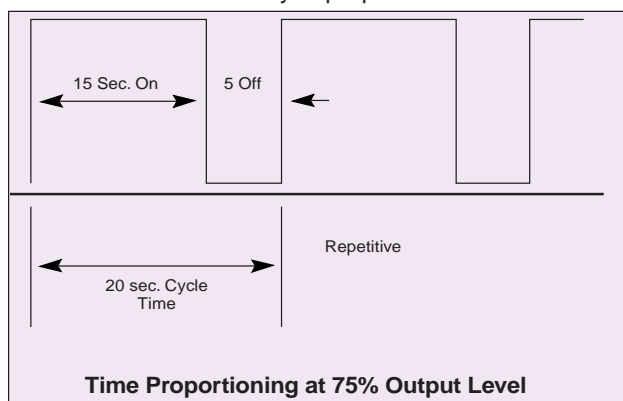 15 Sec. On
5 Off
Repetitive
20 sec. Cycle
Time
Time Proportioning at 75% Output Level